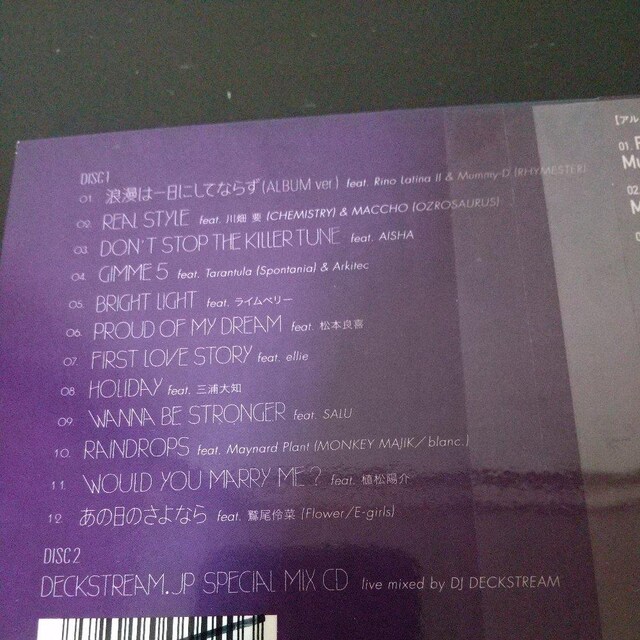 DISC 1
01. 浪漫は一日にしてならず(ALBUM ver.) feat. Rino Latina II & Mummy-D (RHYMESTER)
02. REAL STYLE feat. 川畑 要 (CHEMISTRY) & MACCHO (OZROSAURUS)
03. DON'T STOP THE KILLER TUNE feat. AISHA
04. GIMME 5 feat. Tarantula (Spontania) & Arkitec
05. BRIGHT LIGHT feat. ライムベリー
06. PROUD OF MY DREAM feat. 松本良喜
07. FIRST LOVE STORY feat. ellie
08. HOLIDAY feat. 三浦大知
09. WANNA BE STRONGER feat. SALU
10. RAINDROPS feat. Maynard Plant (MONKEY MAJIK/blanc.)
11. WOULD YOU MARRY ME? feat. 植松陽介
12. あの日のさよなら feat. 鷲尾伶菜 (Flower/E-girls)
DISC 2
DECKSTREAM.JP SPECIAL MIX CD live mixed by DJ DECKSTREAM
【アル
01.
02.